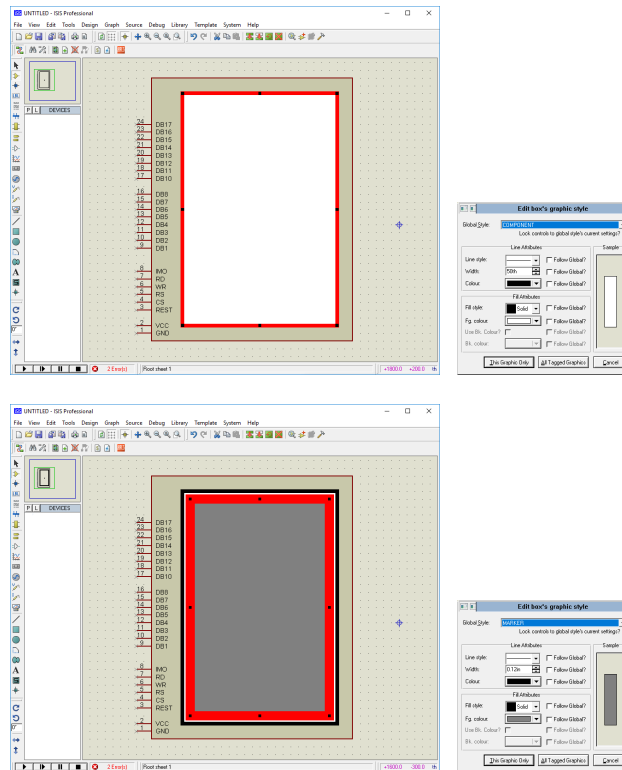 UNTITLED - ISIS Professional
File View Edit Tools Design Graph Source Debug Library Template System Help
P L DEVICES
24 DB17
23 DB16
22 DB15
21 DB14
20 DB13
19 DB12
18 DB11
17 DB10
16 DB8
15 DB7
14 DB6
13 DB5
12 DB4
11 DB3
10 DB2
9 DB1
8 IMO
7 RD
6 WR
5 RS
4 CS
3 REST
2 VCC
1 GND
2 Error(s) Root sheet 1 +1800.0 +200.0 th
Edit box's graphic style
Global Style: COMPONENT
Lock controls to global style's current settings?
Line Attributes Sample
Line style: Follow Global?
Width: 50th Follow Global?
Colour: Follow Global?
Fill Attributes
Fill style: Solid Follow Global?
Fg. colour: Follow Global?
Use Bk. Colour? Follow Global?
Bk. colour: Follow Global?
This Graphic Only All Tagged Graphics Cancel
UNTITLED - ISIS Professional
File View Edit Tools Design Graph Source Debug Library Template System Help
P L DEVICES
24 DB17
23 DB16
22 DB15
21 DB14
20 DB13
19 DB12
18 DB11
17 DB10
16 DB8
15 DB7
14 DB6
13 DB5
12 DB4
11 DB3
10 DB2
9 DB1
8 IMO
7 RD
6 WR
5 RS
4 CS
3 REST
2 VCC
1 GND
2 Error(s) Root sheet 1 +1600.0 -300.0 th
Edit box's graphic style
Global Style: MARKER
Lock controls to global style's current settings?
Line Attributes Sample
Line style: Follow Global?
Width: 0.12in Follow Global?
Colour: Follow Global?
Fill Attributes
Fill style: Solid Follow Global?
Fg. colour: Follow Global?
Use Bk. Colour? Follow Global?
Bk. colour: Follow Global?
This Graphic Only All Tagged Graphics Cancel